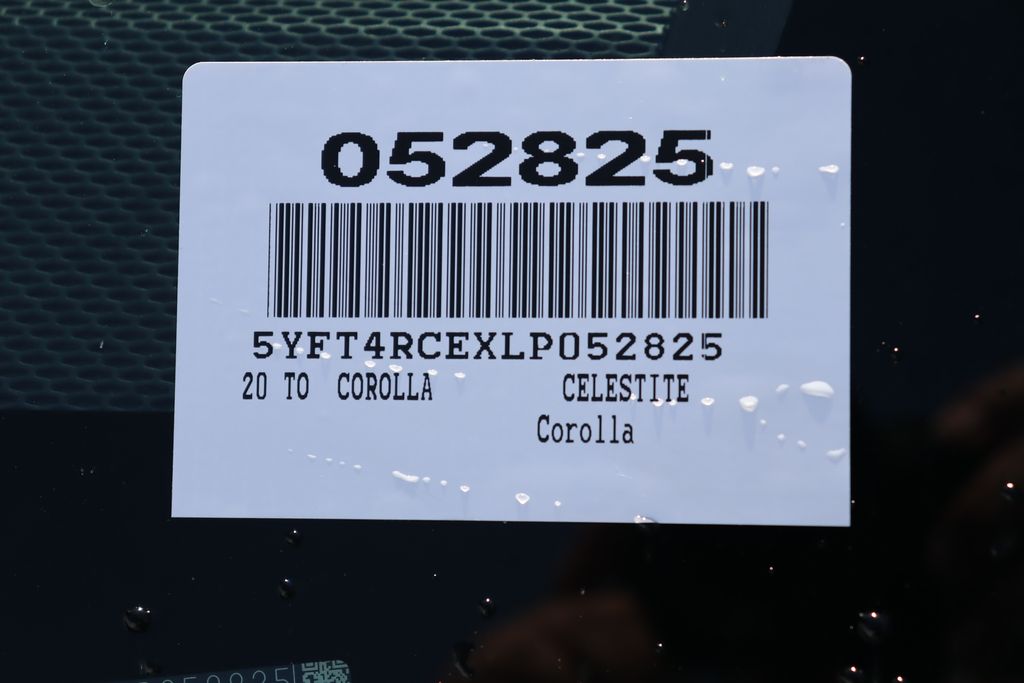 052825
5YFT4RCEXLP052825
20 TO COROLLA CELESTITE
Corolla